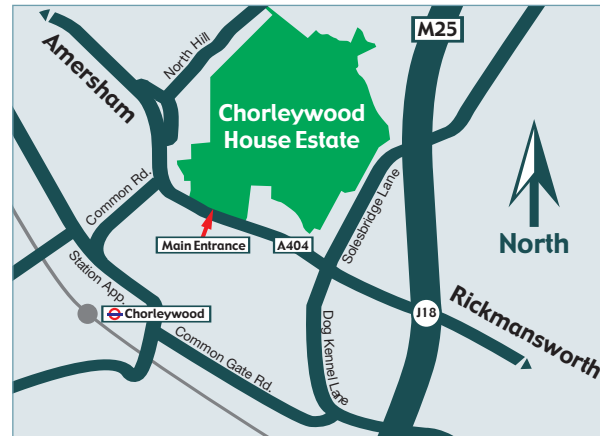 M25
Amersham
North Hill
Chorleywood
House Estate
Common Rd.
Solesbridge Lane
Main Entrance
A404
North
Station App.
Chorleywood
J18
Rickmansworth
Dog Kennel Lane
Common Gate Rd.